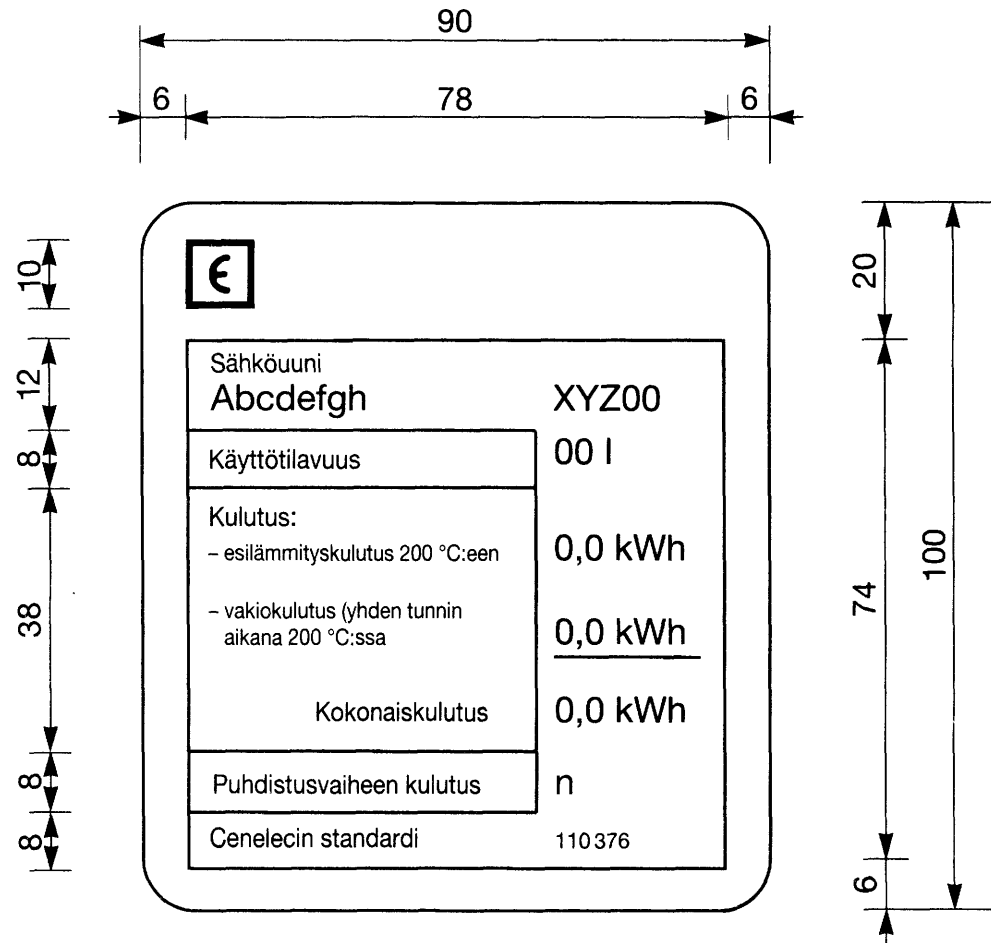 90
6 78 6
10
20
Є
12
Sähköuuni
Abcdefgh XYZ00
8
Käyttötilavuus 00 l
38
Kulutus:
– esilämmityskulutus 200 °C:een 0,0 kWh
– vakiokulutus (yhden tunnin
aikana 200 °C:ssa 0,0 kWh
Kokonaiskulutus 0,0 kWh
74
100
8
Puhdistusvaiheen kulutus n
8
Cenelecin standardi 110 376
6